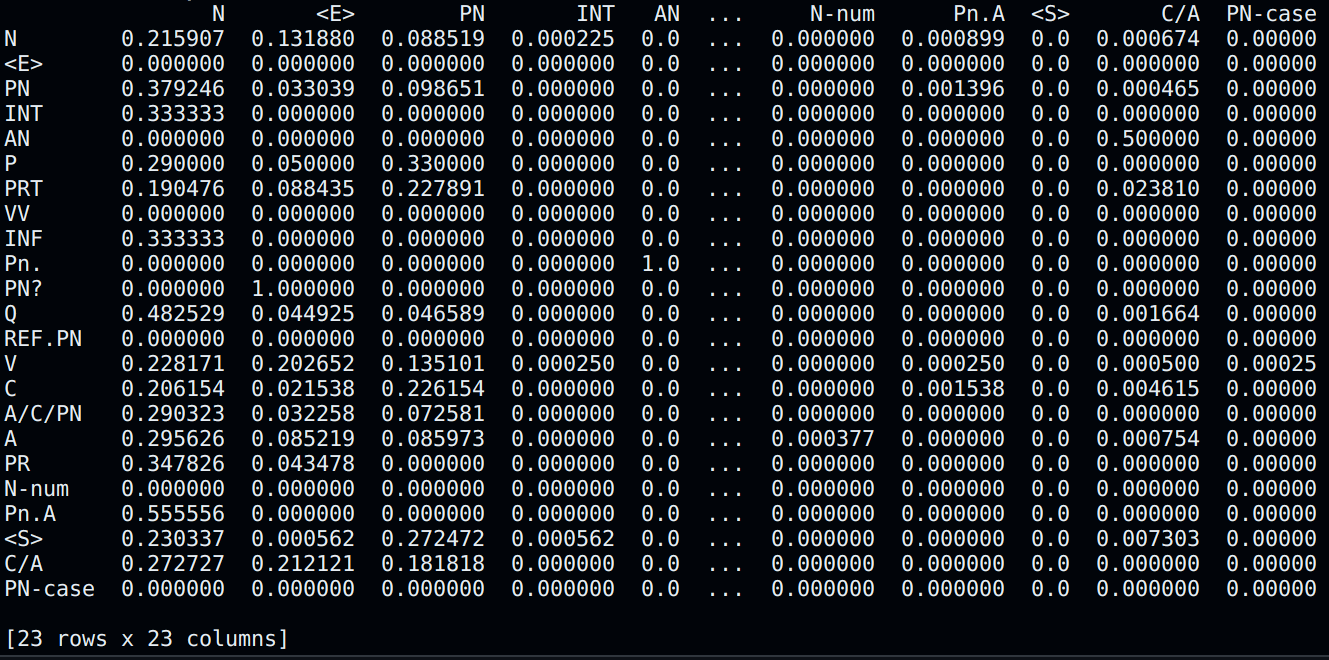 N <E> PN INT AN ... N-num Pn.A <S> C/A PN-case
N 0.215907 0.131880 0.088519 0.000225 0.0 ... 0.000000 0.000899 0.0 0.000674 0.00000
<E> 0.000000 0.000000 0.000000 0.000000 0.0 ... 0.000000 0.000000 0.0 0.000000 0.00000
PN 0.379246 0.033039 0.098651 0.000000 0.0 ... 0.000000 0.001396 0.0 0.000465 0.00000
INT 0.333333 0.000000 0.000000 0.000000 0.0 ... 0.000000 0.000000 0.0 0.000000 0.00000
AN 0.000000 0.000000 0.000000 0.000000 0.0 ... 0.000000 0.000000 0.0 0.500000 0.00000
P 0.290000 0.050000 0.330000 0.000000 0.0 ... 0.000000 0.000000 0.0 0.000000 0.00000
PRT 0.190476 0.088435 0.227891 0.000000 0.0 ... 0.000000 0.000000 0.0 0.023810 0.00000
VV 0.000000 0.000000 0.000000 0.000000 0.0 ... 0.000000 0.000000 0.0 0.000000 0.00000
INF 0.333333 0.000000 0.000000 0.000000 0.0 ... 0.000000 0.000000 0.0 0.000000 0.00000
Pn. 0.000000 0.000000 0.000000 0.000000 1.0 ... 0.000000 0.000000 0.0 0.000000 0.00000
PN? 0.000000 1.000000 0.000000 0.000000 0.0 ... 0.000000 0.000000 0.0 0.000000 0.00000
Q 0.482529 0.044925 0.046589 0.000000 0.0 ... 0.000000 0.000000 0.0 0.001664 0.00000
REF.PN 0.000000 0.000000 0.000000 0.000000 0.0 ... 0.000000 0.000000 0.0 0.000000 0.00000
V 0.228171 0.202652 0.135101 0.000250 0.0 ... 0.000000 0.000250 0.0 0.000500 0.00025
C 0.206154 0.021538 0.226154 0.000000 0.0 ... 0.000000 0.001538 0.0 0.004615 0.00000
A/C/PN 0.290323 0.032258 0.072581 0.000000 0.0 ... 0.000000 0.000000 0.0 0.000000 0.00000
A 0.295626 0.085219 0.085973 0.000000 0.0 ... 0.000377 0.000000 0.0 0.000754 0.00000
PR 0.347826 0.043478 0.000000 0.000000 0.0 ... 0.000000 0.000000 0.0 0.000000 0.00000
N-num 0.000000 0.000000 0.000000 0.000000 0.0 ... 0.000000 0.000000 0.0 0.000000 0.00000
Pn.A 0.555556 0.000000 0.000000 0.000000 0.0 ... 0.000000 0.000000 0.0 0.000000 0.00000
<S> 0.230337 0.000562 0.272472 0.000562 0.0 ... 0.000000 0.000000 0.0 0.007303 0.00000
C/A 0.272727 0.212121 0.181818 0.000000 0.0 ... 0.000000 0.000000 0.0 0.000000 0.00000
PN-case 0.000000 0.000000 0.000000 0.000000 0.0 ... 0.000000 0.000000 0.0 0.000000 0.00000
[23 rows x 23 columns]